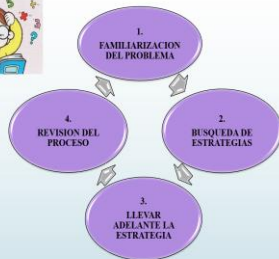 1.
FAMILIARIZACION
DEL PROBLEMA
2.
BUSQUEDA DE
ESTRATEGIAS
3.
LLEVAR
ADELANTE LA
ESTRATEGIA
4.
REVISION DEL
PROCESO